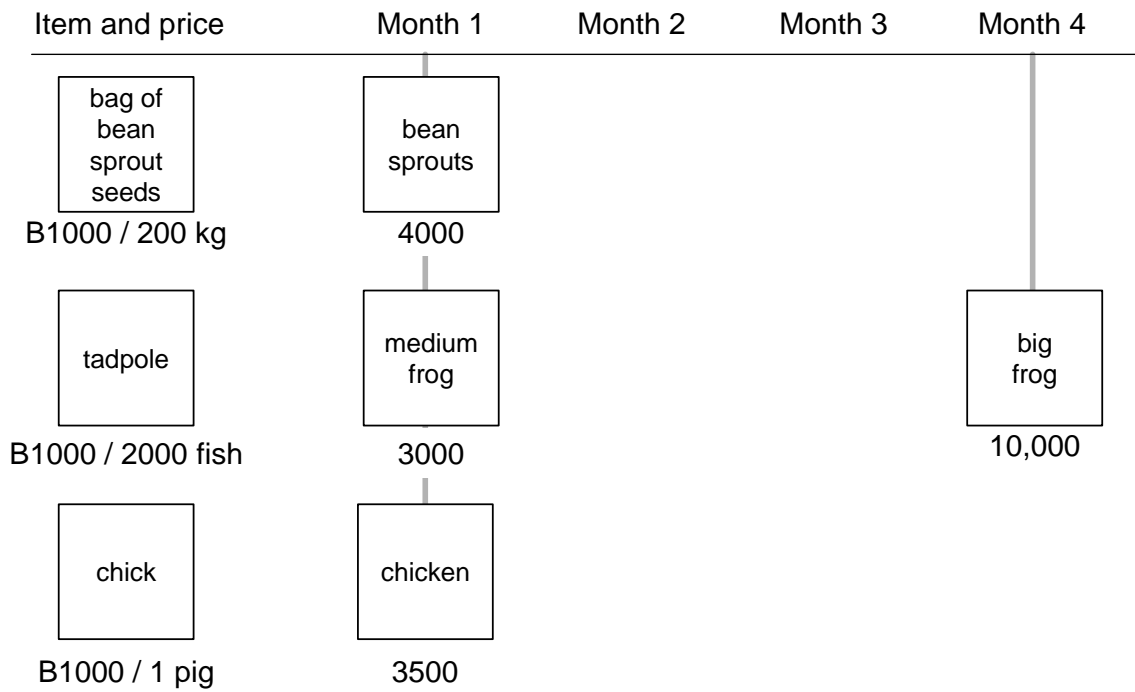 Item and price Month 1 Month 2 Month 3 Month 4
bag of
bean
sprout
seeds
bean
sprouts
B1000 / 200 kg 4000
tadpole
medium
frog
big
frog
B1000 / 2000 fish 3000 10,000
chick chicken
B1000 / 1 pig 3500